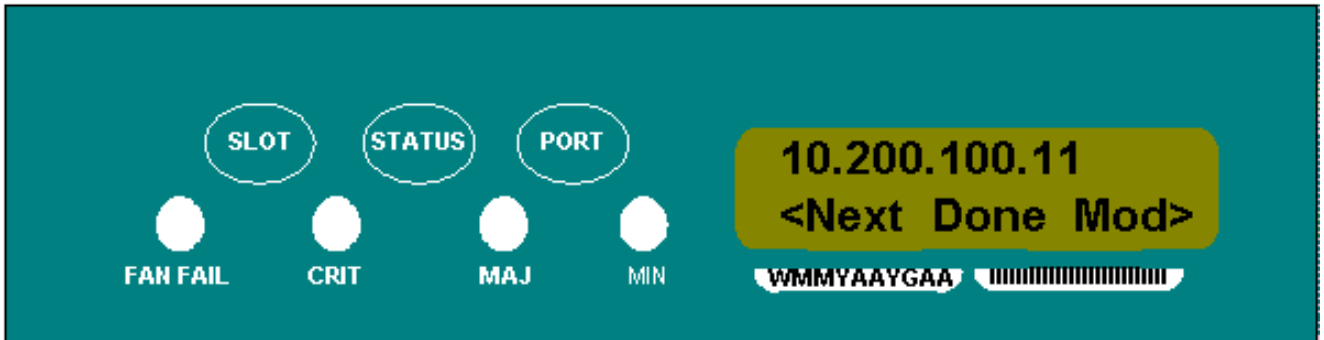 SLOT STATUS PORT
10.200.100.11
<Next Done Mod>
FAN FAIL CRIT MAJ MIN
WMMYAAYGAA